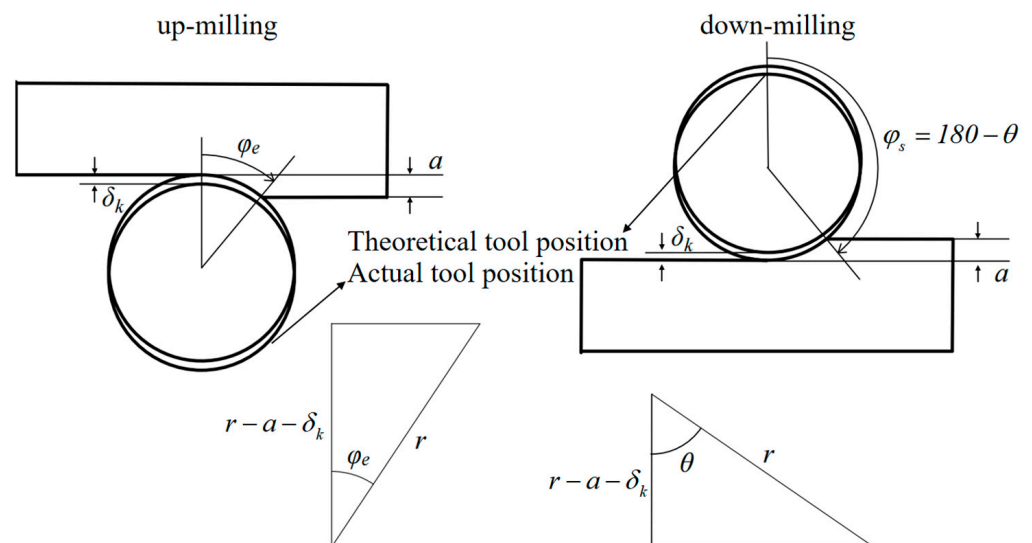 up-milling
down-milling
φe
a
δk
φs = 180 − θ
δk
a
Theoretical tool position
Actual tool position
r − a − δk
r
φe
r − a − δk
θ
r